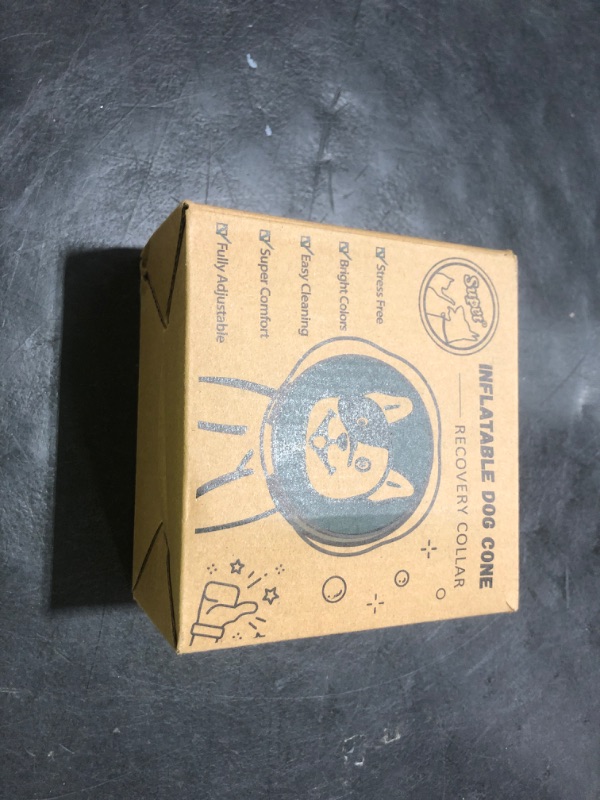 Supet®
INFLATABLE DOG CONE
RECOVERY COLLAR
Stress Free
Bright Colors
Easy Cleaning
Super Comfort
Fully Adjustable